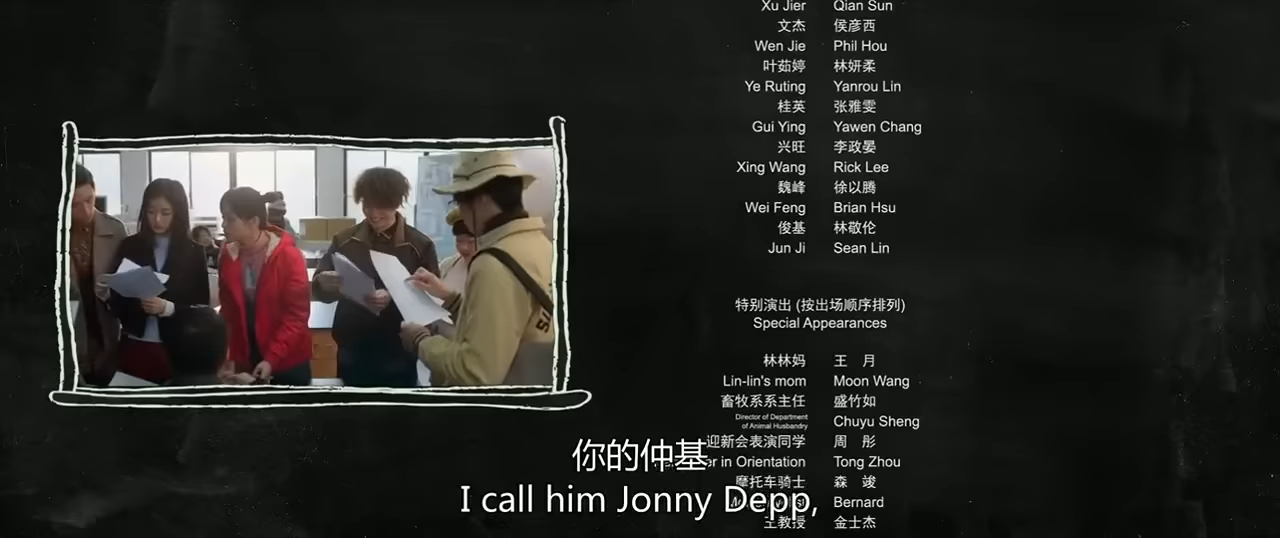 Xu Jier Qian Sun
文杰 侯彦西
Wen Jie Phil Hou
叶茹婷 林妍柔
Ye Ruting Yanrou Lin
桂英 张雅雯
Gui Ying Yawen Chang
兴旺 李政晏
Xing Wang Rick Lee
魏峰 徐以腾
Wei Feng Brian Hsu
俊基 林敬伦
Jun Ji Sean Lin
特别演出 (按出场顺序排列)
Special Appearances
林林妈 王 月
Lin-lin's mom Moon Wang
畜牧系系主任 盛竹如
Director of Department
of Animal Husbandry
Chuyu Sheng
迎新会表演同学 周 彤
in Orientation Tong Zhou
摩托车骑士 森 竣
Bernard
王教授 金士杰
你的仲基
I call him Jonny Depp,